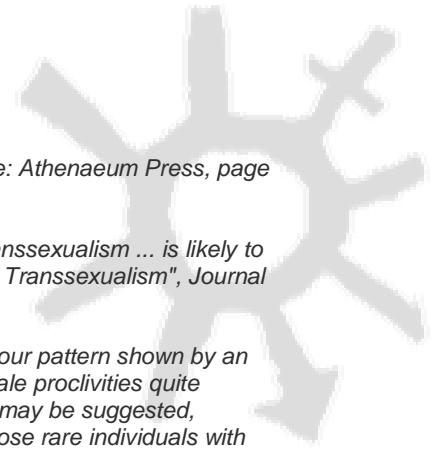 e: Athenaeum Press, page
nssexualism ... is likely to
Transsexualism", Journal
our pattern shown by an
ale proclivities quite
may be suggested,
ose rare individuals with